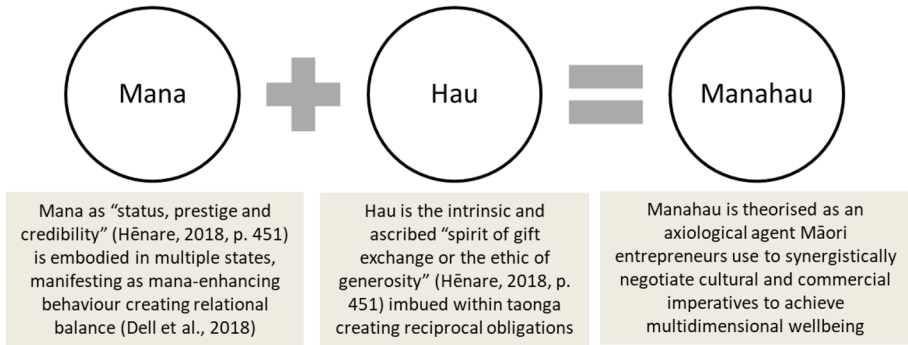 Mana
Hau
Manahau
Mana as “status, prestige and
credibility” (Hēnare, 2018, p. 451)
is embodied in multiple states,
manifesting as mana-enhancing
behaviour creating relational
balance (Dell et al., 2018)
Hau is the intrinsic and
ascribed “spirit of gift
exchange or the ethic of
generosity” (Hēnare, 2018, p.
451) imbued within taonga
creating reciprocal obligations
Manahau is theorised as an
axiological agent Māori
entrepreneurs use to synergistically
negotiate cultural and commercial
imperatives to achieve
multidimensional wellbeing